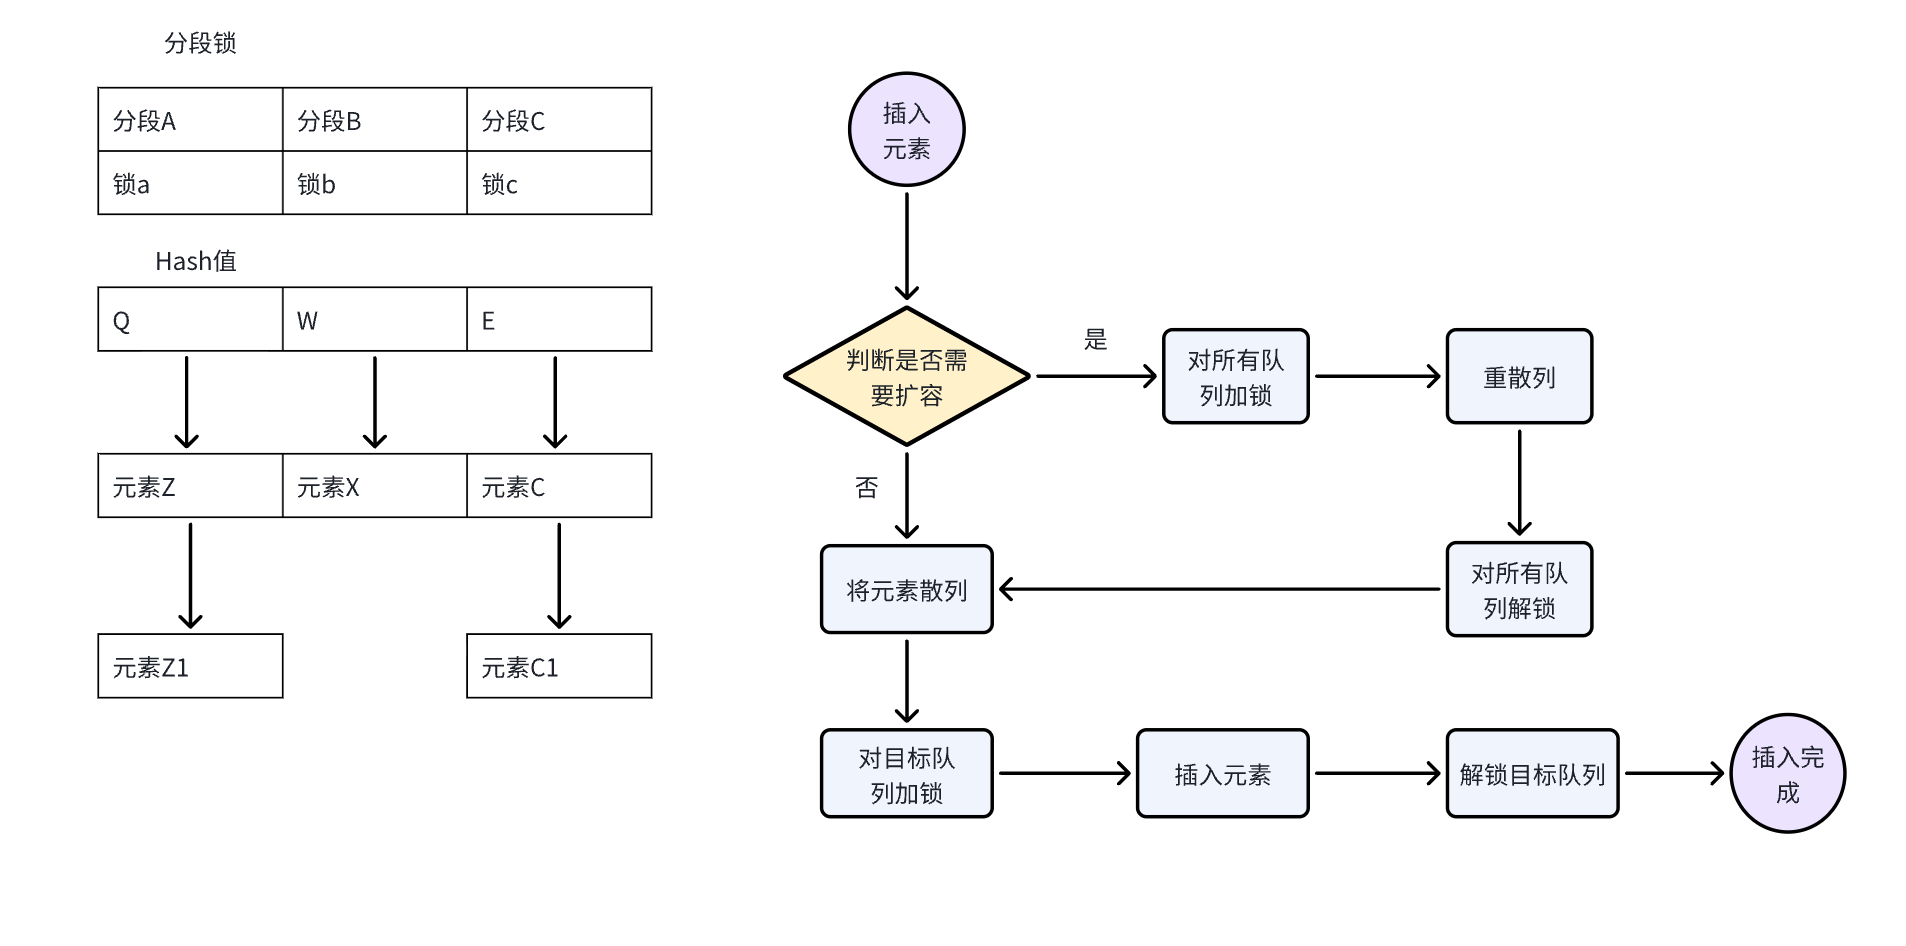 分段锁
分段A 分段B 分段C
锁a 锁b 锁c
Hash值
Q W E
元素Z 元素X 元素C
元素Z1 元素C1
插入
元素
判断是否需
要扩容
是
对所有队
列加锁
重散列
否
将元素散列
对所有队
列解锁
对目标队
列加锁
插入元素
解锁目标队列
插入完
成